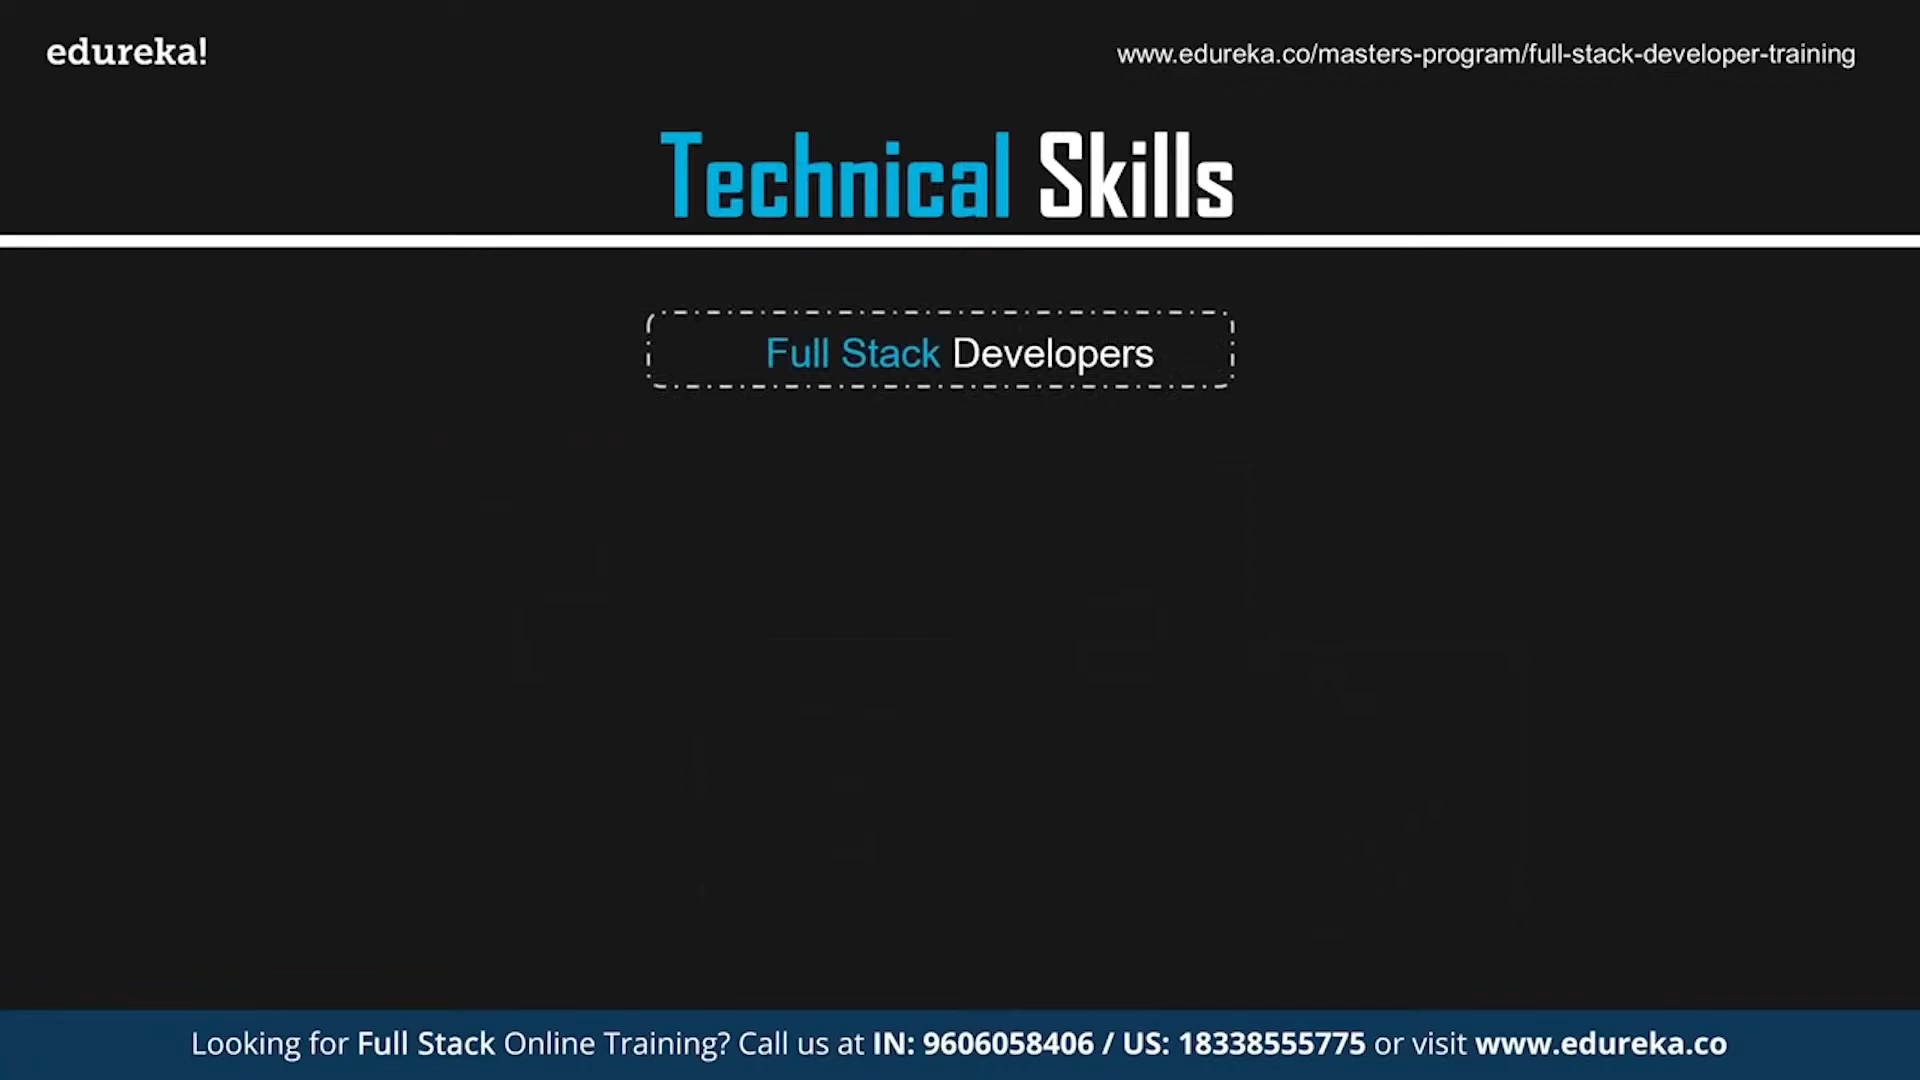 edureka!
www.edureka.co/masters-program/full-stack-developer-training
Technical Skills
Full Stack Developers
Looking for Full Stack Online Training? Call us at IN: 9606058406 / US: 18338555775 or visit www.edureka.co